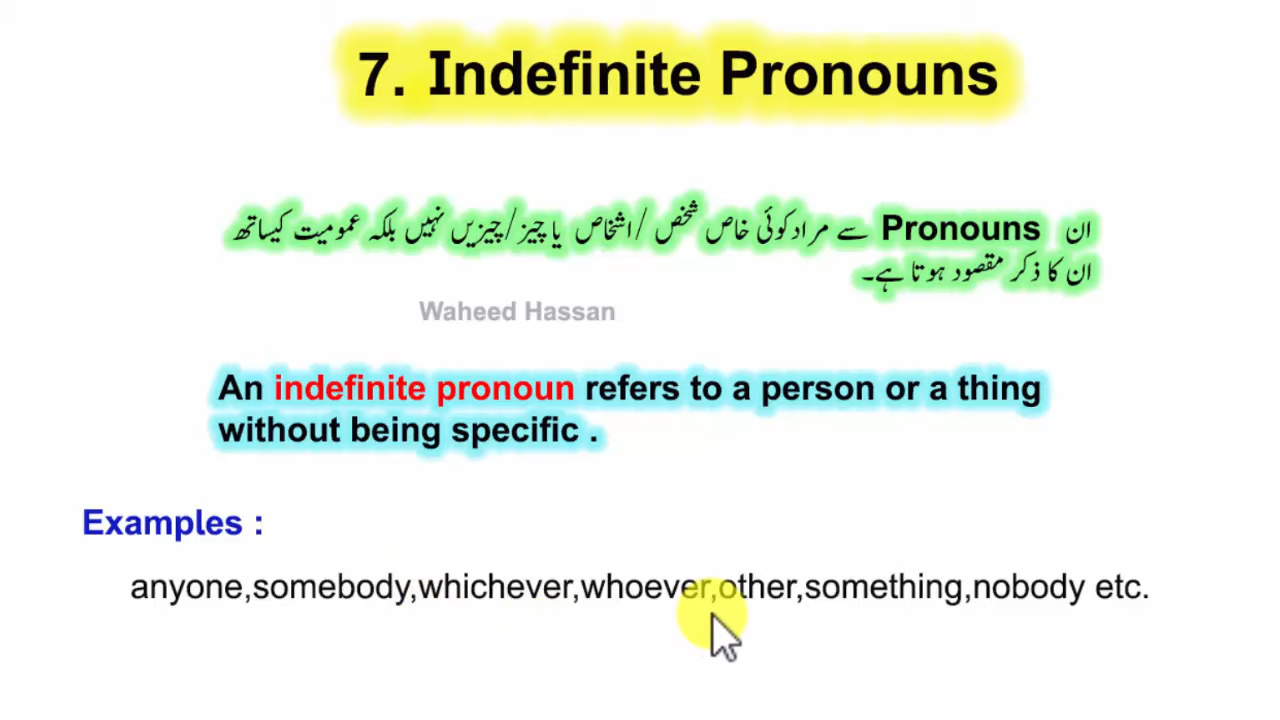 7. Indefinite Pronouns
ان Pronouns سے مراد کوئی خاص شخص/اشخاص یا چیز/چیزیں نہیں بلکہ عمومیت کیساتھ
ان کا ذکر مقصود ہوتا ہے۔
Waheed Hassan
An indefinite pronoun refers to a person or a thing
without being specific .
Examples :
anyone,somebody,whichever,whoever,other,something,nobody etc.